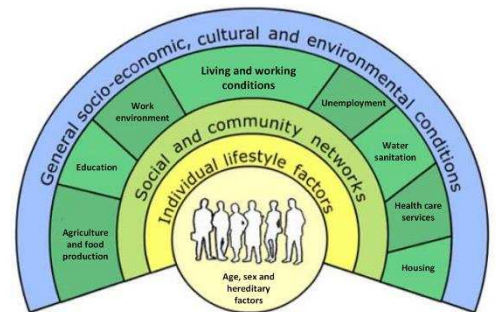 General socio-economic, cultural and environmental conditions
Living and working
conditions
Work
environment
Unemployment
Education
Water
sanitation
Agriculture
and food
production
Health care
services
Housing
Social and community networks
Individual lifestyle factors
Age, sex and
hereditary
factors